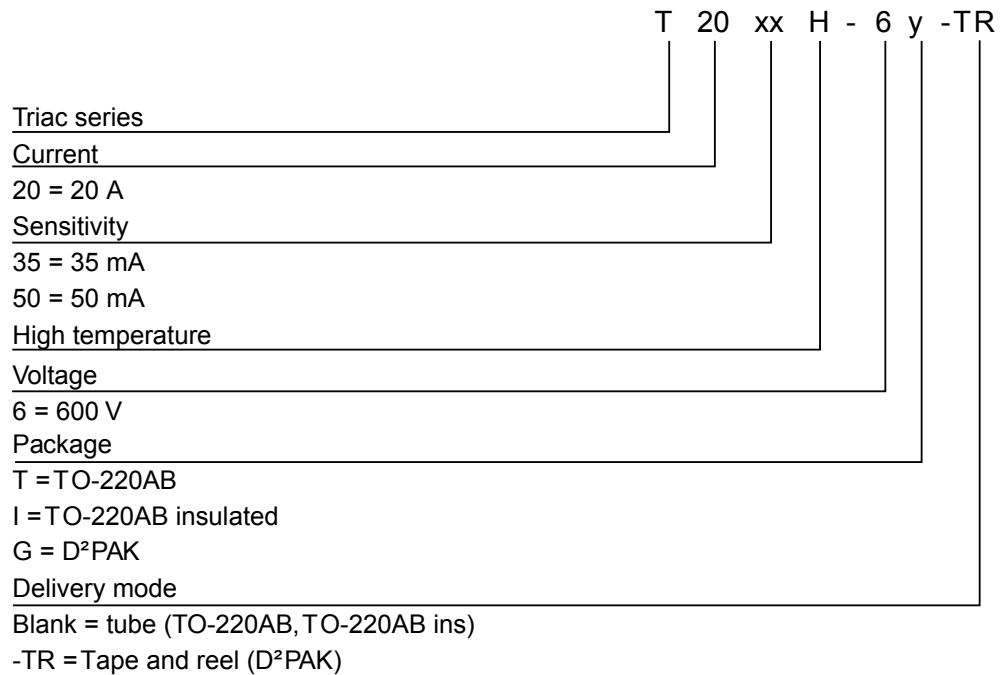 T 20 xx H - 6 y -TR
Triac series
Current
20 = 20 A
Sensitivity
35 = 35 mA
50 = 50 mA
High temperature
Voltage
6 = 600 V
Package
T = TO-220AB
I = TO-220AB insulated
G = D²PAK
Delivery mode
Blank = tube (TO-220AB, TO-220AB ins)
-TR = Tape and reel (D²PAK)